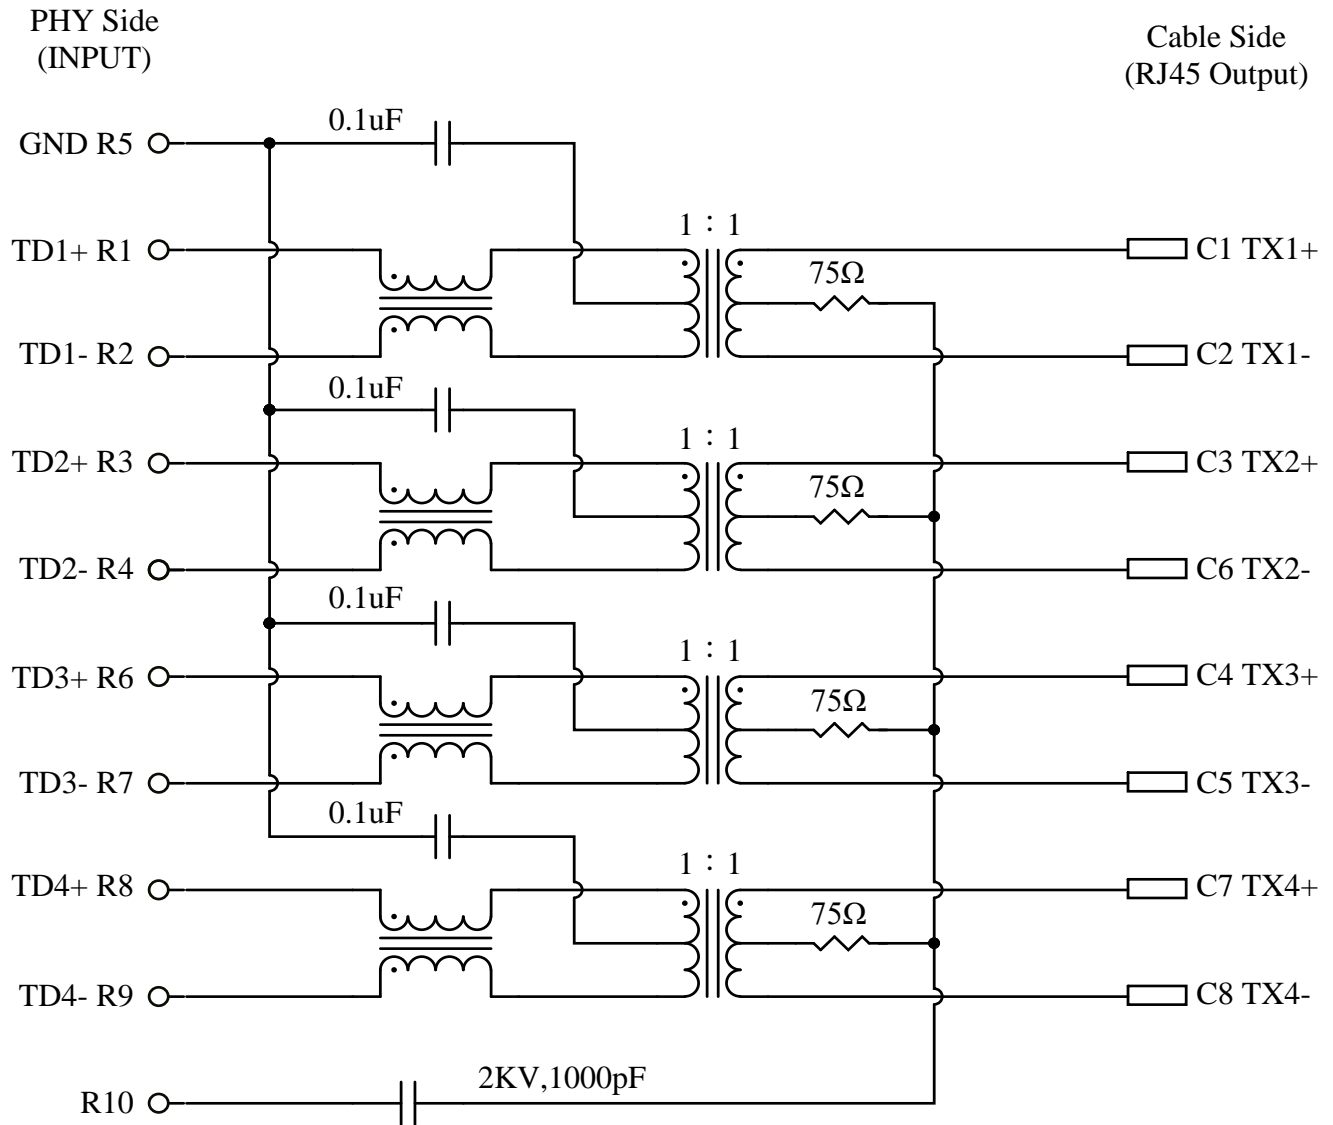 PHY Side
(INPUT)
Cable Side
(RJ45 Output)
0.1uF
GND R5
1 : 1
TD1+ R1
C1 TX1+
75Ω
TD1- R2
C2 TX1-
0.1uF
1 : 1
TD2+ R3
C3 TX2+
75Ω
TD2- R4
C6 TX2-
0.1uF
1 : 1
TD3+ R6
C4 TX3+
75Ω
TD3- R7
C5 TX3-
0.1uF
1 : 1
TD4+ R8
C7 TX4+
75Ω
TD4- R9
C8 TX4-
2KV,1000pF
R10